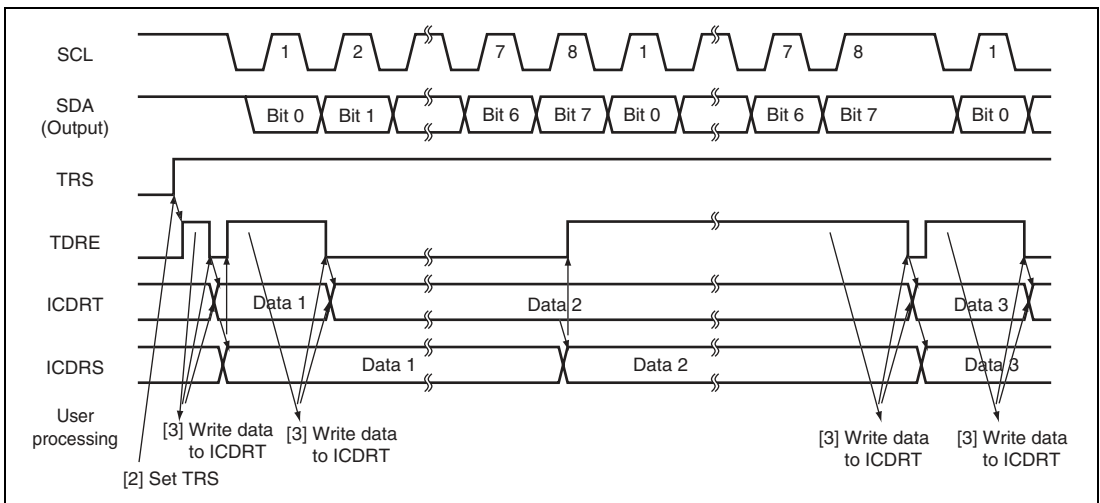 SCL 1 2 7 8 1 7 8 1
SDA
(Output) Bit 0 Bit 1 Bit 6 Bit 7 Bit 0 Bit 6 Bit 7 Bit 0
TRS
TDRE
ICDRT Data 1 Data 2 Data 3
ICDRS Data 1 Data 2 Data 3
User
processing
[3] Write data
to ICDRT
[3] Write data
to ICDRT
[3] Write data
to ICDRT
[3] Write data
to ICDRT
[2] Set TRS